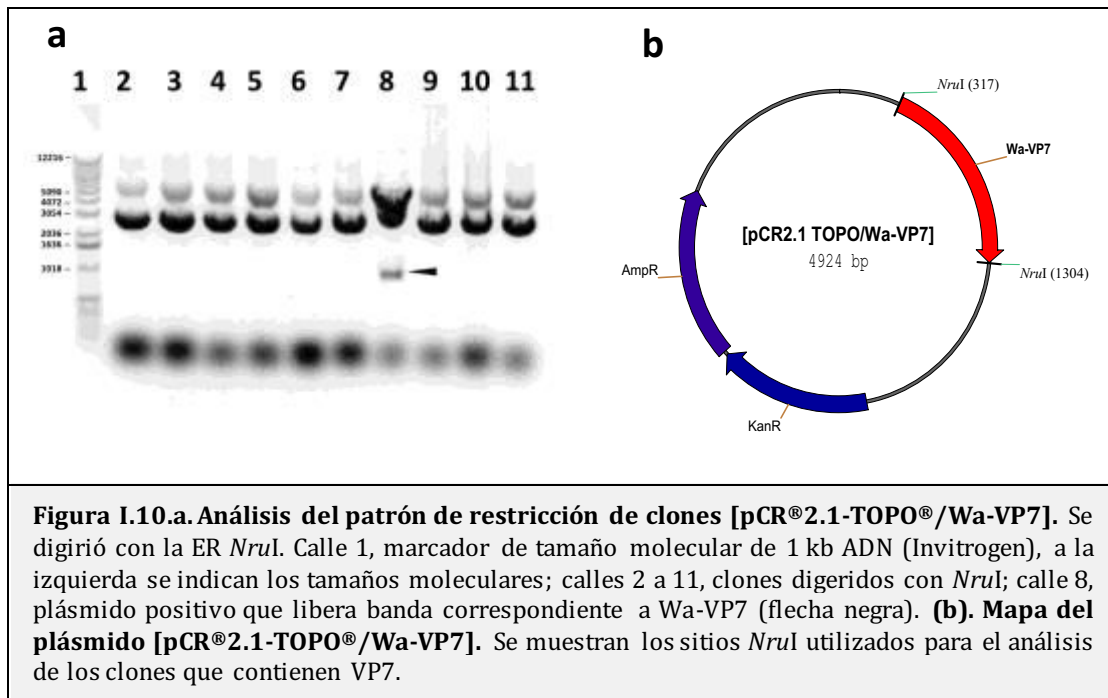 a
b
1 2 3 4 5 6 7 8 9 10 11
12216
5090
4072
3054
2036
1636
1018
NruI (317)
Wa-VP7
[pCR2.1 TOPO/Wa-VP7]
4924 bp
NruI (1304)
AmpR
KanR
Figura I.10.a. Análisis del patrón de restricción de clones [pCR®2.1-TOPO®/Wa-VP7]. Se
digirió con la ER NruI. Calle 1, marcador de tamaño molecular de 1 kb ADN (Invitrogen), a la
izquierda se indican los tamaños moleculares; calles 2 a 11, clones digeridos con NruI; calle 8,
plásmido positivo que libera banda correspondiente a Wa-VP7 (flecha negra). (b). Mapa del
plásmido [pCR®2.1-TOPO®/Wa-VP7]. Se muestran los sitios NruI utilizados para el análisis
de los clones que contienen VP7.